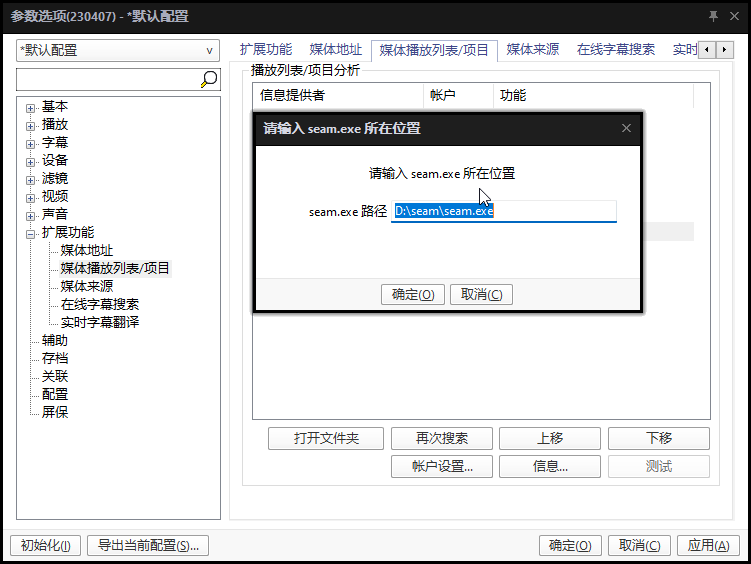 参数选项(230407) - *默认配置
*默认配置
扩展功能 媒体地址 媒体播放列表/项目 媒体来源 在线字幕搜索 实时
播放列表/项目分析
信息提供者 帐户 功能
基本
播放
字幕
设备
滤镜
视频
声音
扩展功能
媒体地址
媒体播放列表/项目
媒体来源
在线字幕搜索
实时字幕翻译
辅助
存档
关联
配置
屏保
请输入 seam.exe 所在位置
请输入 seam.exe 所在位置
seam.exe 路径 D:\seam\seam.exe
确定(O) 取消(C)
打开文件夹 再次搜索 上移 下移
帐户设置... 信息... 测试
初始化(I) 导出当前配置(S)... 确定(O) 取消(C) 应用(A)